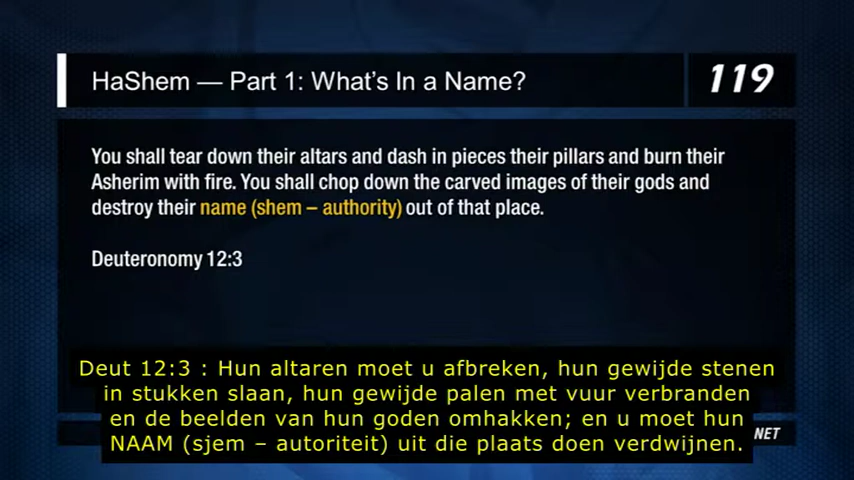 HaShem — Part 1: What's In a Name?
119
You shall tear down their altars and dash in pieces their pillars and burn their
Asherim with fire. You shall chop down the carved images of their gods and
destroy their name (shem – authority) out of that place.
Deuteronomy 12:3
Deut 12:3 : Hun altaren moet u afbreken, hun gewijde stenen
in stukken slaan, hun gewijde palen met vuur verbranden
en de beelden van hun goden omhakken; en u moet hun
NAAM (sjem – autoriteit) uit die plaats doen verdwijnen.
NET